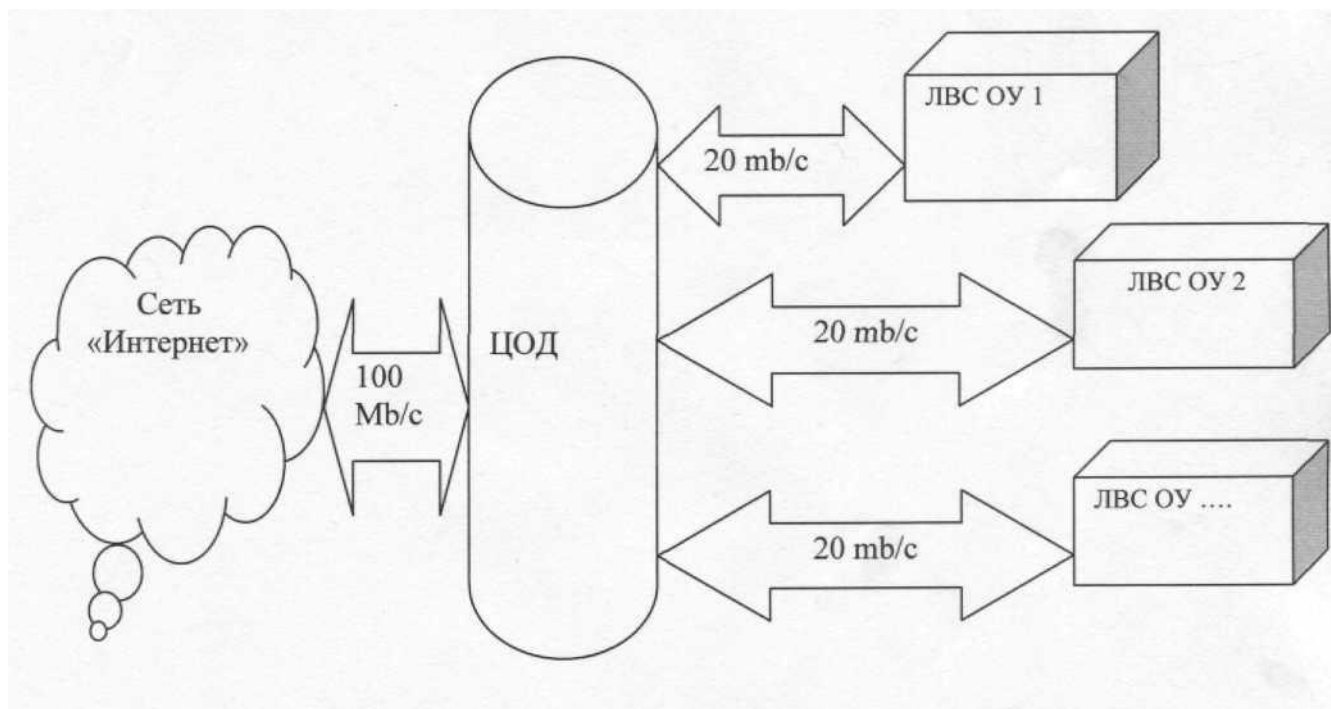 Сеть
«Интернет»
100
Mb/c
ЦОД
20 mb/c
ЛВС ОУ 1
20 mb/c
ЛВС ОУ 2
20 mb/c
ЛВС ОУ ....